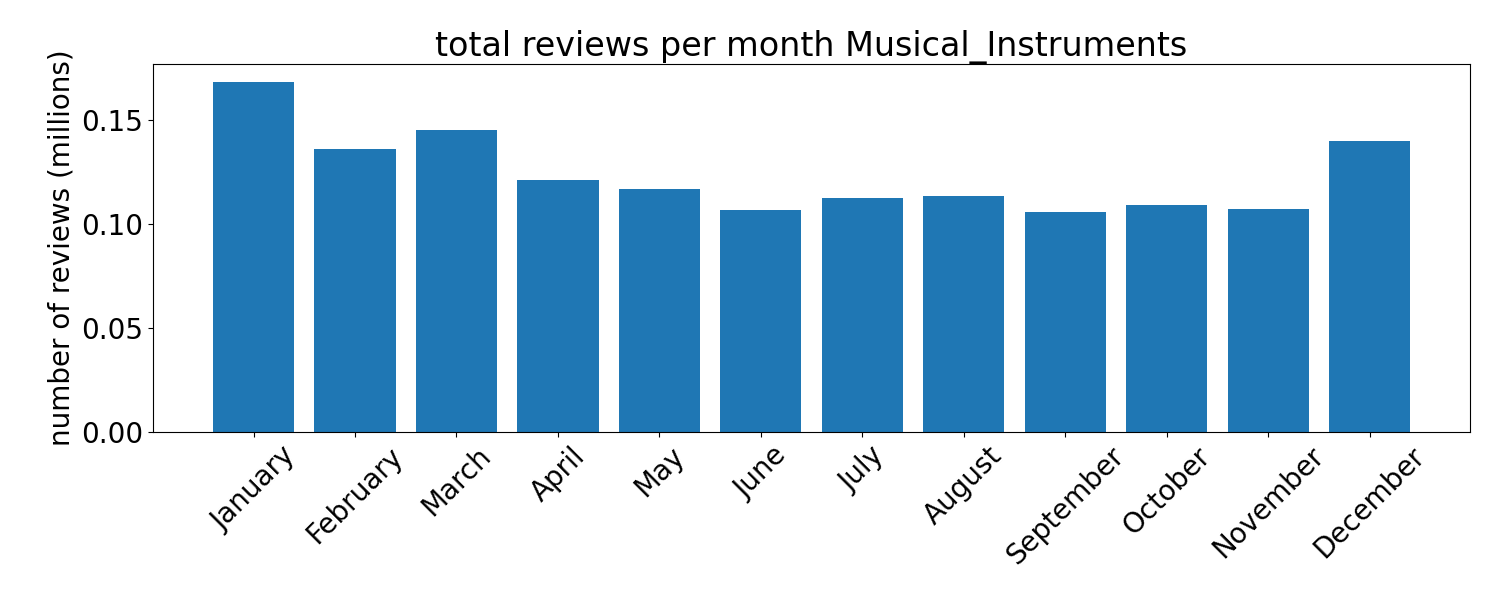 total reviews per month Musical_Instruments
number of reviews (millions)
0.15
0.10
0.05
0.00
January
February
March
April
May
June
July
August
September
October
November
December